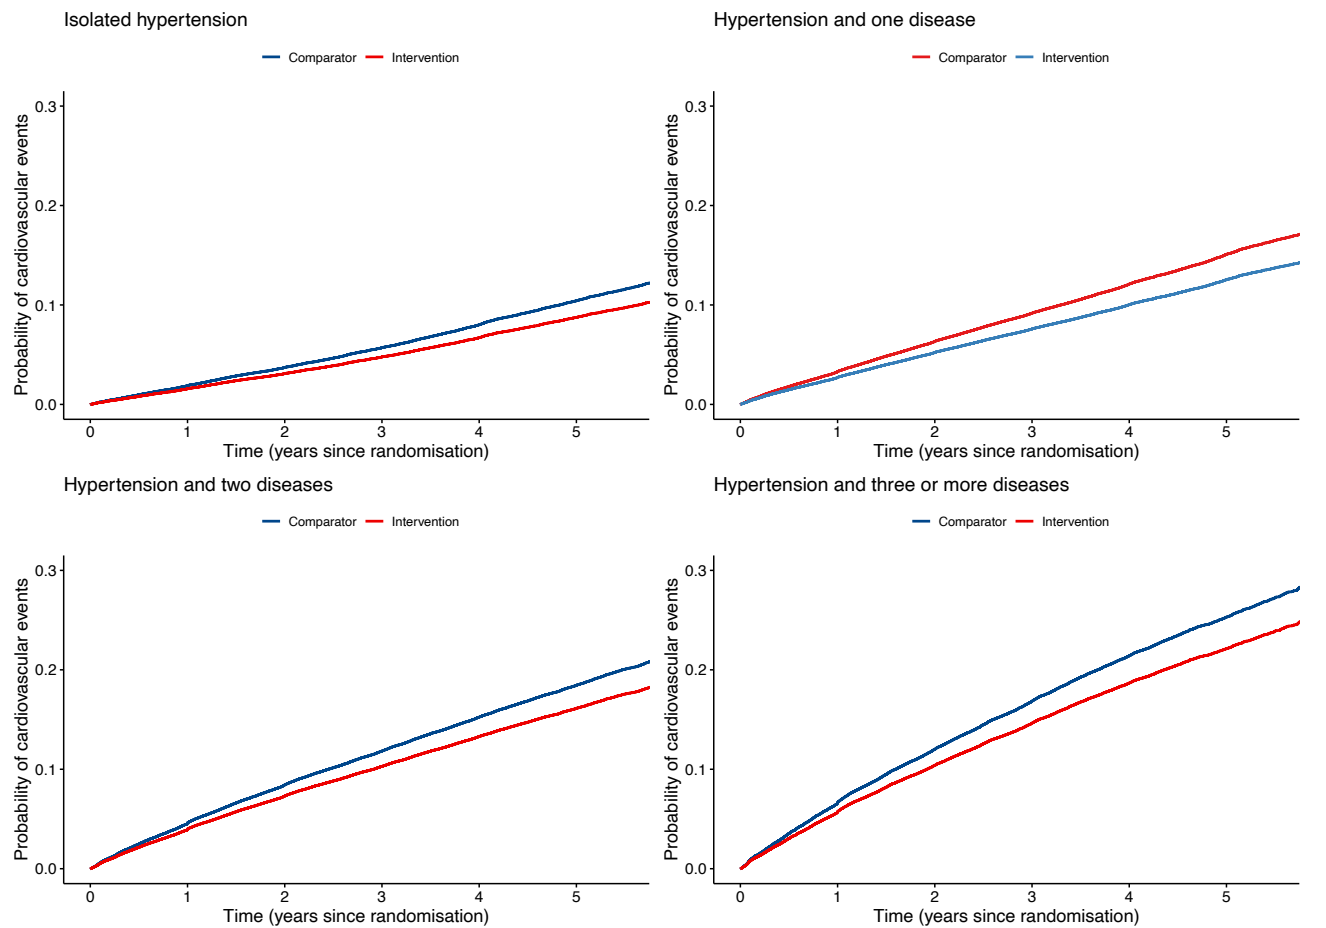 Isolated hypertension
Comparator Intervention
Probability of cardiovascular events
0.3
0.2
0.1
0.0
0 1 2 3 4 5
Time (years since randomisation)
Hypertension and one disease
Comparator Intervention
Probability of cardiovascular events
0.3
0.2
0.1
0.0
0 1 2 3 4 5
Time (years since randomisation)
Hypertension and two diseases
Comparator Intervention
Probability of cardiovascular events
0.3
0.2
0.1
0.0
0 1 2 3 4 5
Time (years since randomisation)
Hypertension and three or more diseases
Comparator Intervention
Probability of cardiovascular events
0.3
0.2
0.1
0.0
0 1 2 3 4 5
Time (years since randomisation)